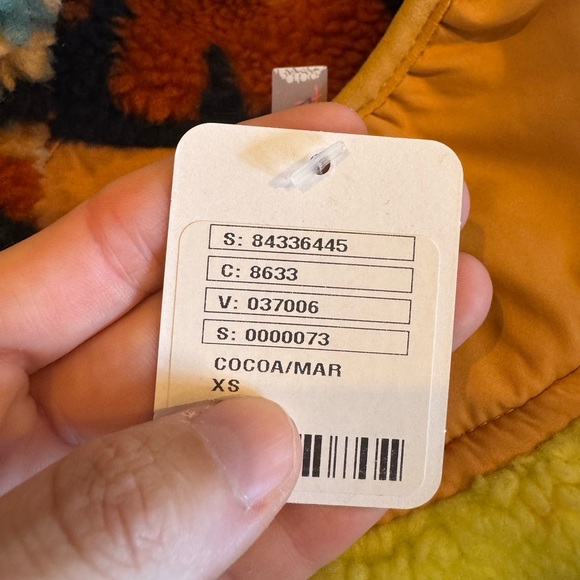 S: 84336445
C: 8633
V: 037006
S: 0000073
COCOA/MAR
XS